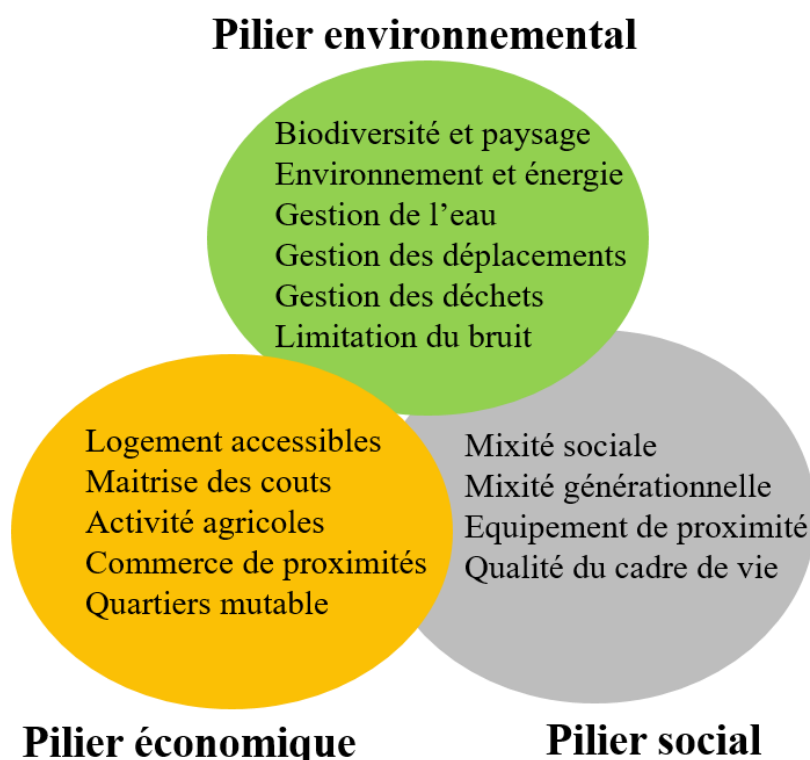 Pilier environnemental
Biodiversité et paysage
Environnement et énergie
Gestion de l’eau
Gestion des déplacements
Gestion des déchets
Limitation du bruit
Logement accessibles
Maitrise des couts
Activité agricoles
Commerce de proximités
Quartiers mutable
Mixité sociale
Mixité générationnelle
Equipement de proximité
Qualité du cadre de vie
Pilier économique
Pilier social